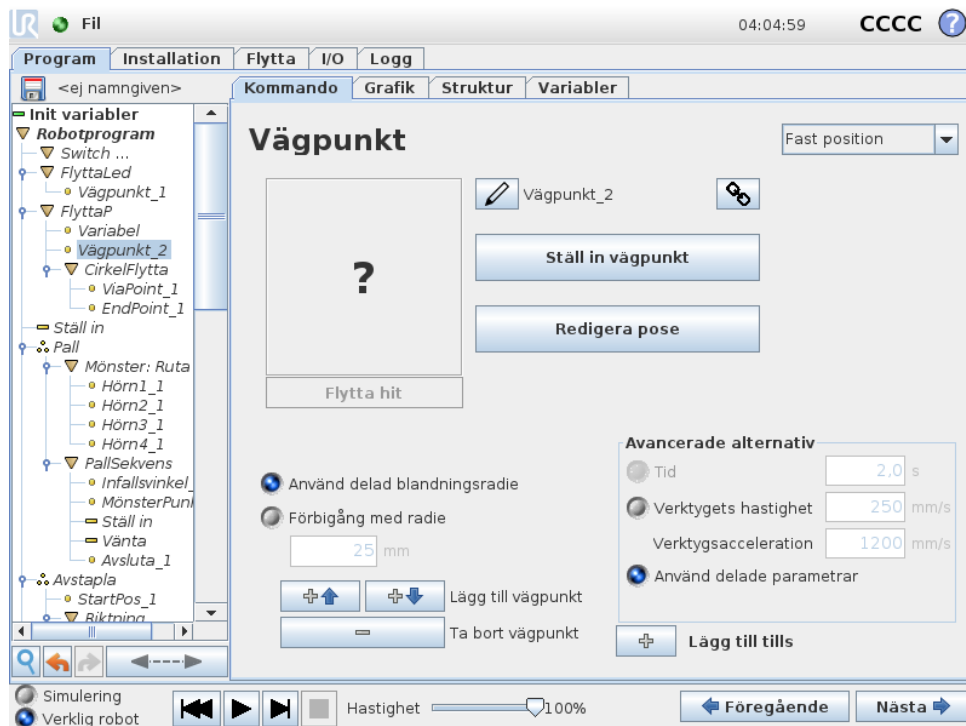 UR Fil 04:04:59 CCCC ?
Program Installation Flytta I/O Logg
<ej namngiven>
Kommando Grafik Struktur Variabler
Init variabler
Robotprogram
Switch ...
FlyttaLed
Vägpunkt_1
FlyttaP
Variabel
Vägpunkt_2
CirkelFlytta
ViaPoint_1
EndPoint_1
Ställ in
Pall
Mönster: Ruta
Hörn1_1
Hörn2_1
Hörn3_1
Hörn4_1
PallSekvens
Infallsvinkel_
MönsterPunk
Ställ in
Vänta
Avsluta_1
Avstapla
StartPos_1
Riktning
Vägpunkt
Fast position
?
Vägpunkt_2
Ställ in vägpunkt
Redigera pose
Flytta hit
Använd delad blandningsradie
Förbigång med radie
25 mm
Lägg till vägpunkt
Ta bort vägpunkt
Avancerade alternativ
Tid 2,0 s
Verktygets hastighet 250 mm/s
Verktygsacceleration 1200 mm/s
Använd delade parametrar
Lägg till tills
Simulering
Verklig robot
Hastighet 100%
Föregående Nästa